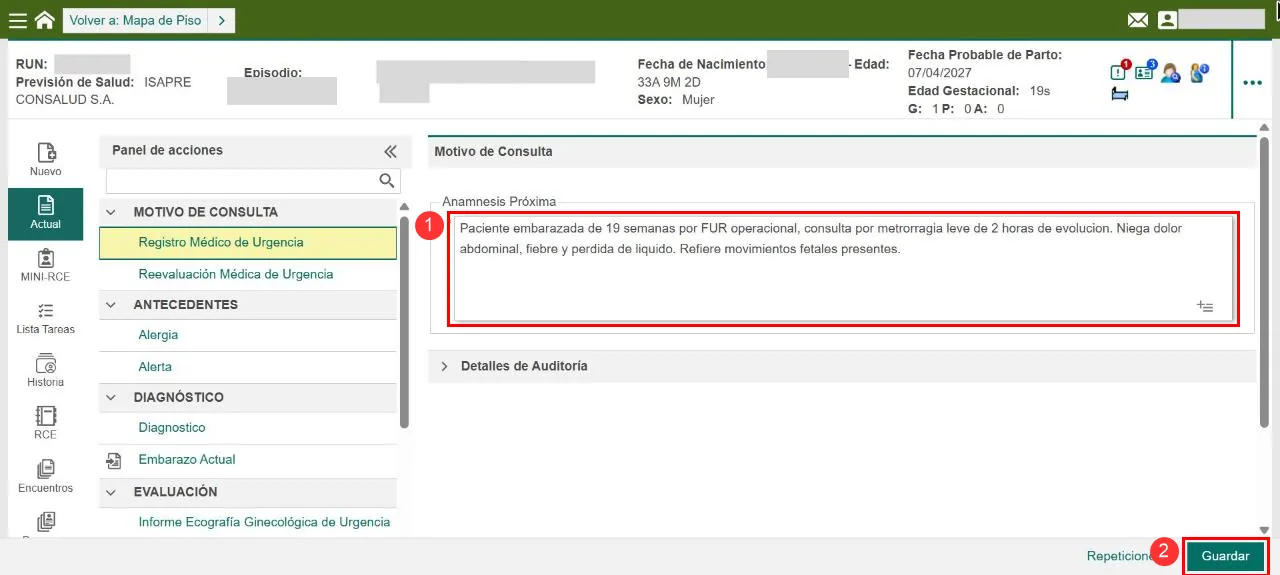 Volver a: Mapa de Piso
RUN:
Previsión de Salud: ISAPRE
CONSALUD S.A.
Episodio:
Fecha de Nacimiento - Edad:
33A 9M 2D
Sexo: Mujer
Fecha Probable de Parto:
07/04/2027
Edad Gestacional: 19s
G: 1 P: 0 A: 0
1
3
Nuevo
Actual
MINI-RCE
Lista Tareas
Historia
RCE
Encuentros
Panel de acciones
MOTIVO DE CONSULTA
Registro Médico de Urgencia
Reevaluación Médica de Urgencia
ANTECEDENTES
Alergia
Alerta
DIAGNÓSTICO
Diagnostico
Embarazo Actual
EVALUACIÓN
Informe Ecografía Ginecológica de Urgencia
Motivo de Consulta
Anamnesis Próxima
1
Paciente embarazada de 19 semanas por FUR operacional, consulta por metrorragia leve de 2 horas de evolucion. Niega dolor
abdominal, fiebre y perdida de liquido. Refiere movimientos fetales presentes.
Detalles de Auditoría
Repeticione
2
Guardar